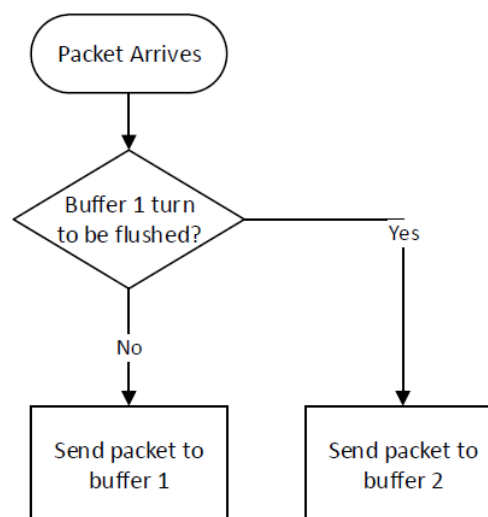 Packet Arrives
Buffer 1 turn
to be flushed?
Yes
No
Send packet to
buffer 1
Send packet to
buffer 2